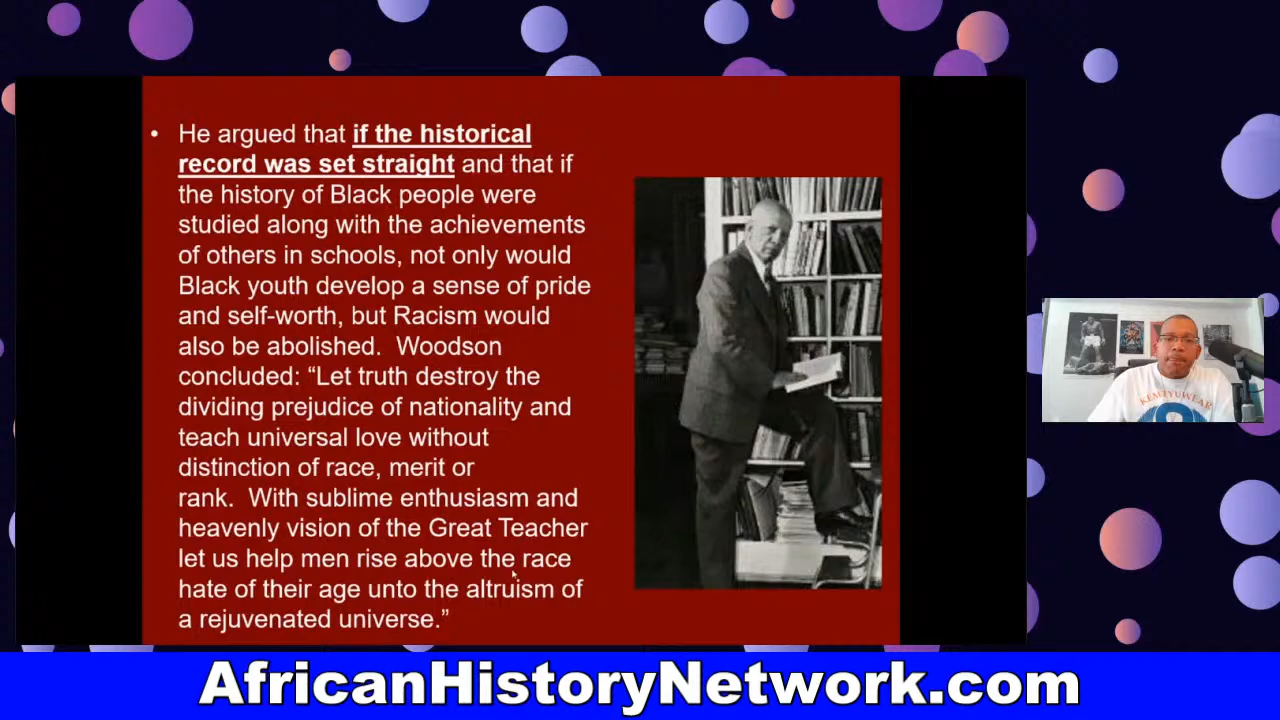 • He argued that if the historical
record was set straight and that if
the history of Black people were
studied along with the achievements
of others in schools, not only would
Black youth develop a sense of pride
and self-worth, but Racism would
also be abolished.  Woodson
concluded: “Let truth destroy the
dividing prejudice of nationality and
teach universal love without
distinction of race, merit or
rank.  With sublime enthusiasm and
heavenly vision of the Great Teacher
let us help men rise above the race
hate of their age unto the altruism of
a rejuvenated universe.”
KEMETYUWEAR
AfricanHistoryNetwork.com